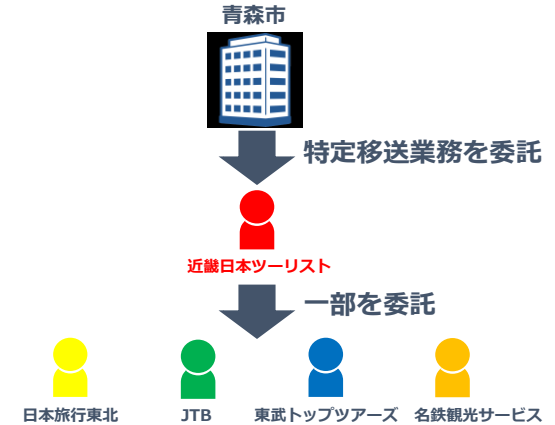 青森市
特定移送業務を委託
近畿日本ツーリスト
一部を委託
日本旅行東北
JTB
東武トップツアーズ
名鉄観光サービス